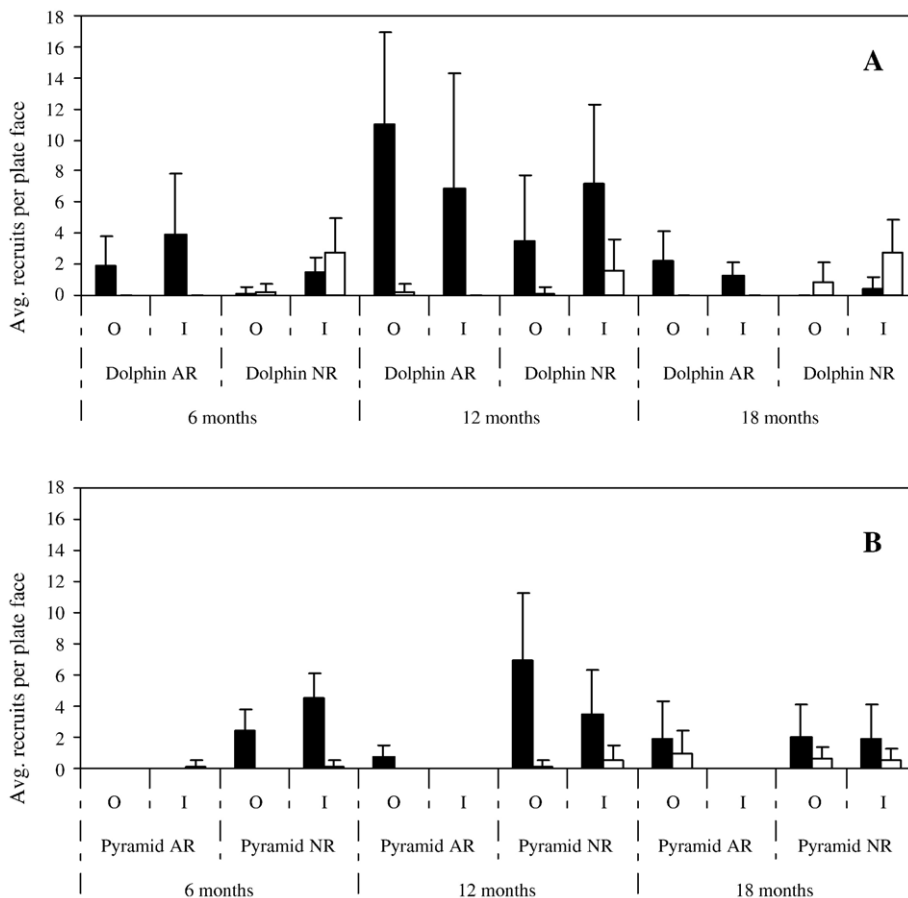 A
Avg. recruits per plate face
18
16
14
12
10
8
6
4
2
0
O I O I O I O I O I O I
Dolphin AR Dolphin NR Dolphin AR Dolphin NR Dolphin AR Dolphin NR
6 months 12 months 18 months
B
Avg. recruits per plate face
18
16
14
12
10
8
6
4
2
0
O I O I O I O I O I O I
Pyramid AR Pyramid NR Pyramid AR Pyramid NR Pyramid AR Pyramid NR
6 months 12 months 18 months